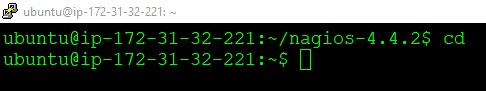 ubuntu@ip-172-31-32-221: ~
ubuntu@ip-172-31-32-221:~/nagios-4.4.2$ cd
ubuntu@ip-172-31-32-221:~$